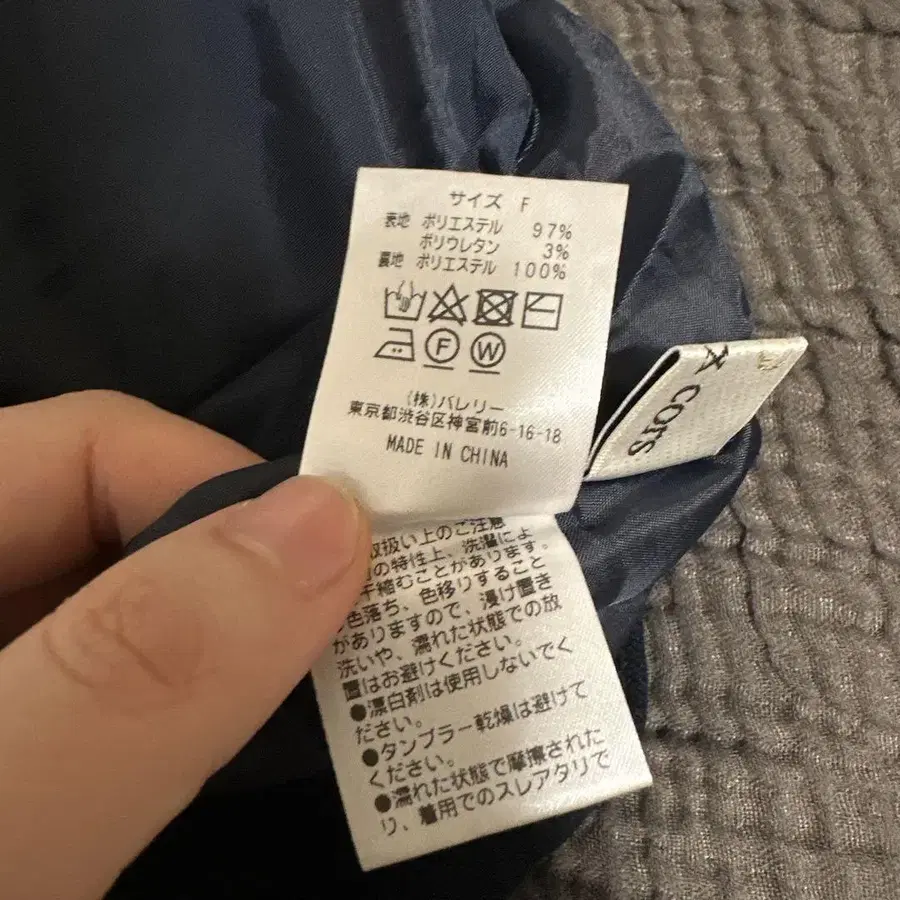 サイズ F
表地 ポリエステル 97%
ポリウレタン 3%
裏地 ポリエステル 100%
F W
(株)バレリー
東京都渋谷区神宮前6-16-18
MADE IN CHINA
cors
取扱い上のご注意
の特性上、洗濯によ
干縮むことがあります。
色落ち、色移りすること
がありますので、浸け置き
洗いや、濡れた状態での放
置はお避けください。
●漂白剤は使用しないでく
ださい。
●タンブラー乾燥は避けて
ください。
●濡れた状態で摩擦された
り、着用でのスレアタリで